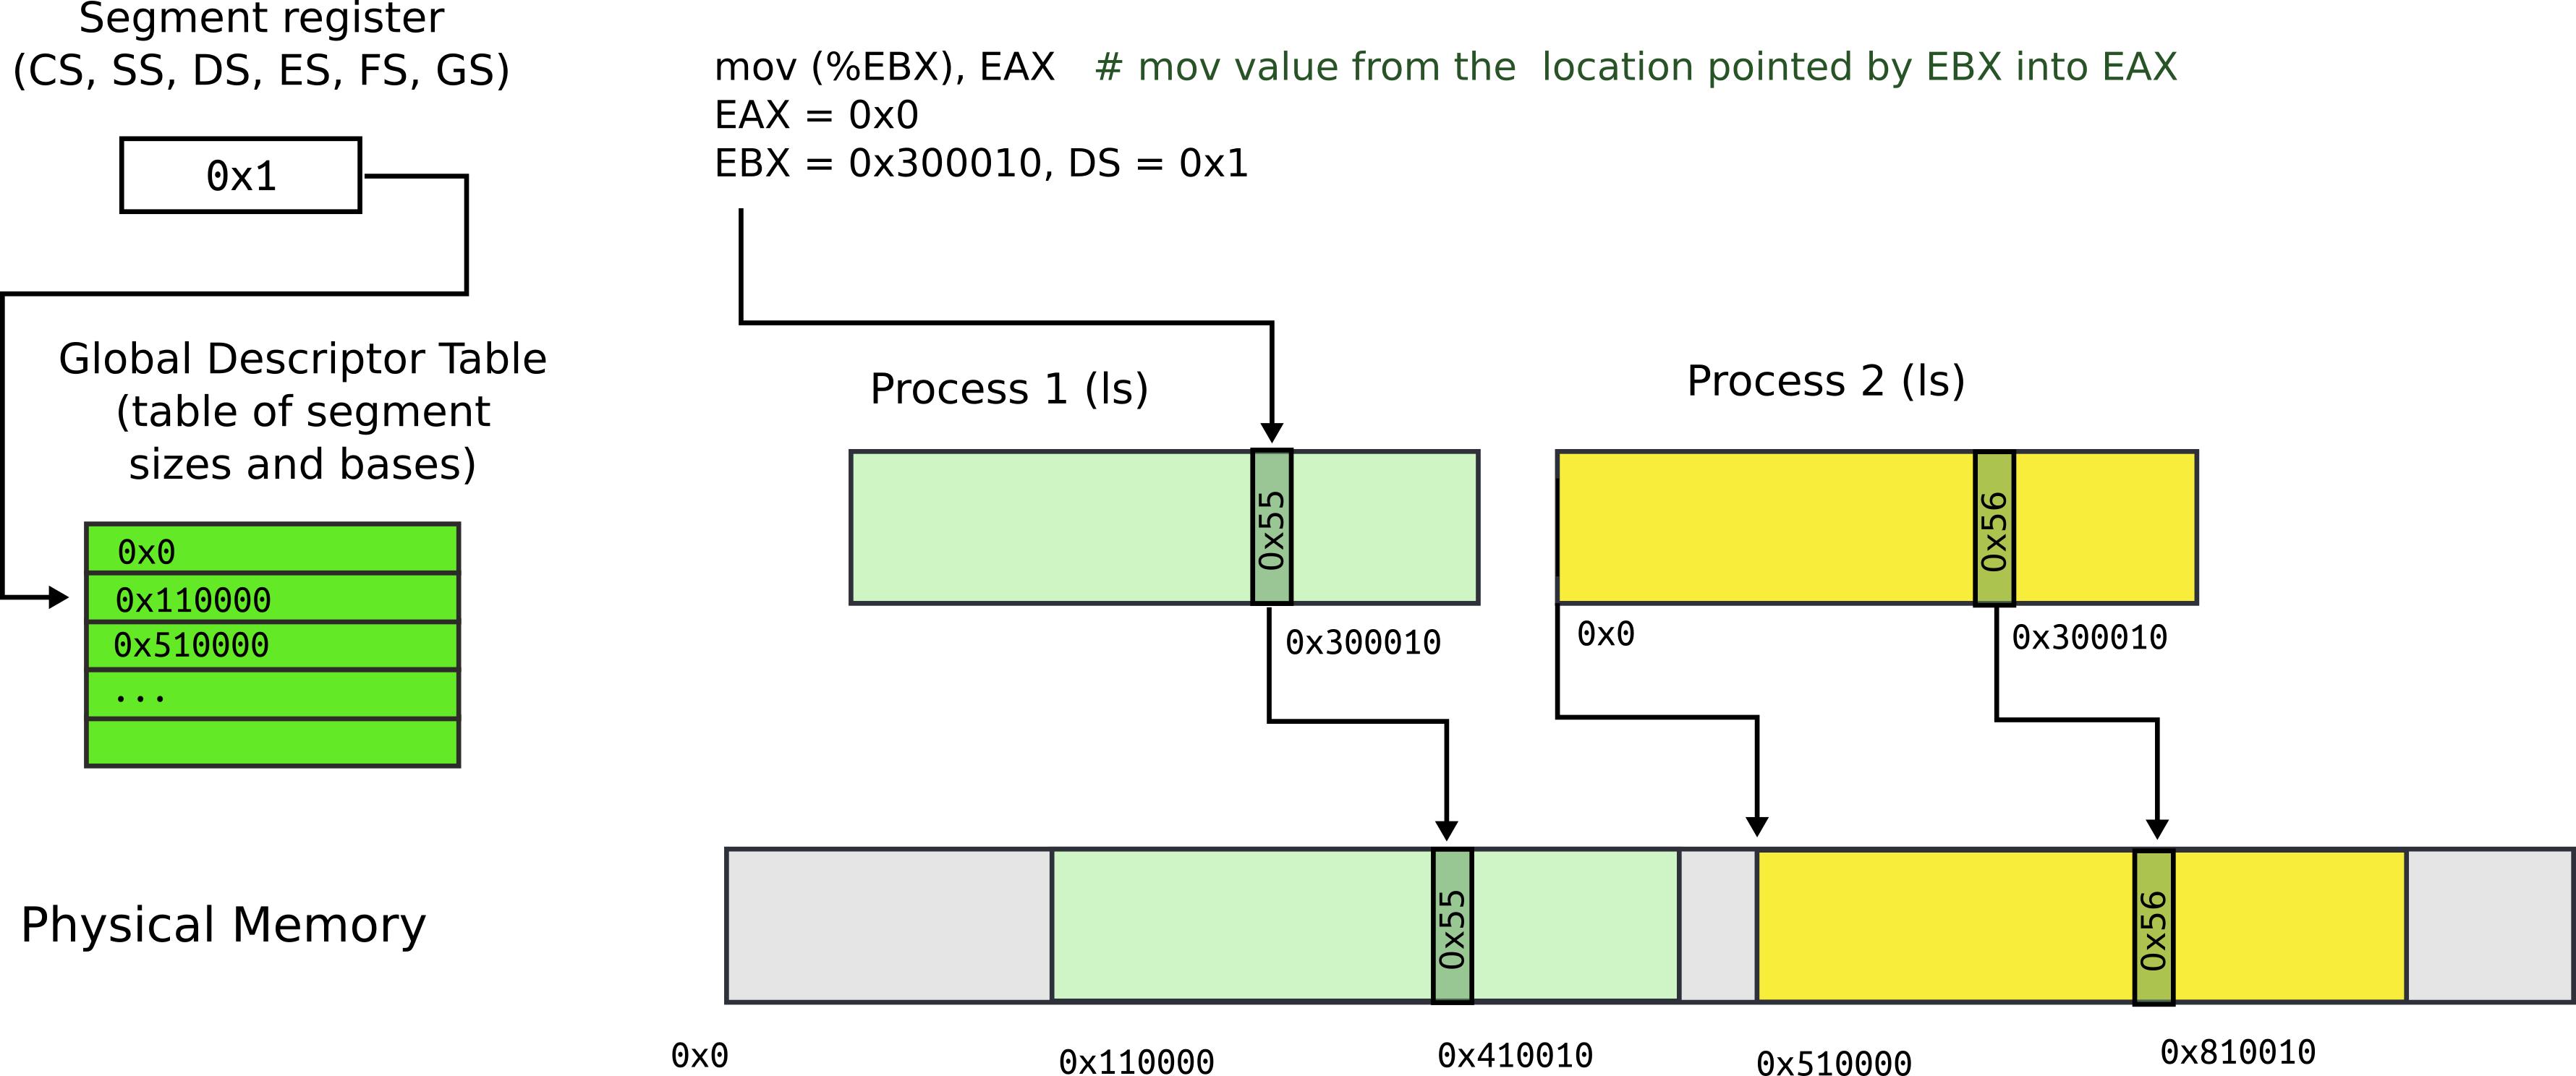 Segment register
(CS, SS, DS, ES, FS, GS)
0x1
mov (%EBX), EAX # mov value from the location pointed by EBX into EAX
EAX = 0x0
EBX = 0x300010, DS = 0x1
Global Descriptor Table
(table of segment
sizes and bases)
0x0
0x110000
0x510000
...
Process 1 (ls)
0x55
0x300010
Process 2 (ls)
0x56
0x0
0x300010
Physical Memory
0x55
0x56
0x0
0x110000
0x410010
0x510000
0x810010